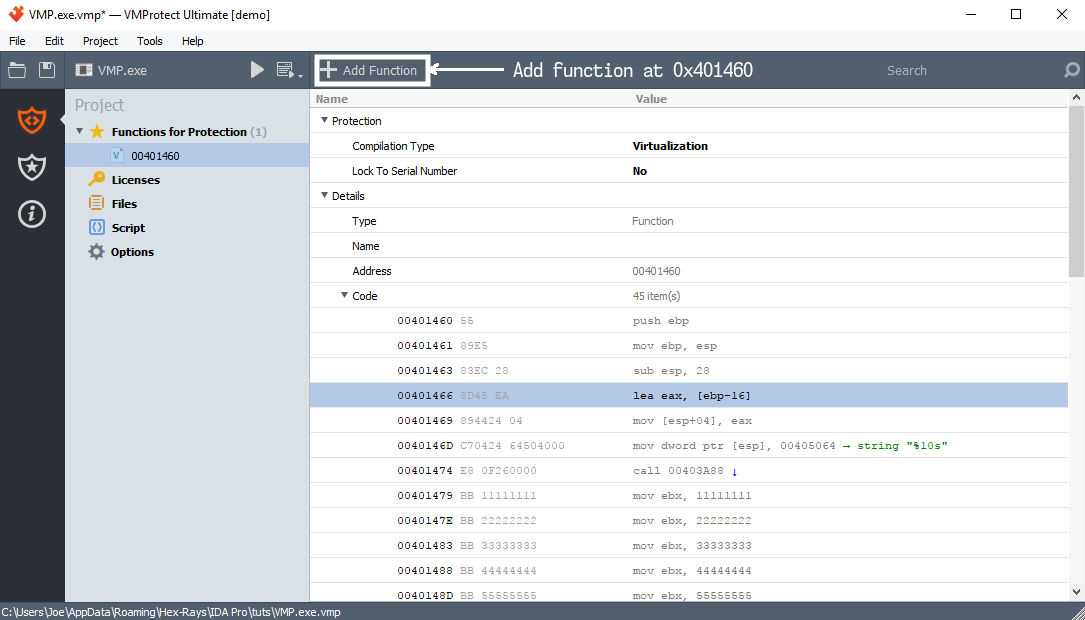 VMP.exe.vmp* — VMProtect Ultimate [demo]
File Edit Project Tools Help
VMP.exe Add Function Add function at 0x401460 Search
Project
Functions for Protection (1)
V 00401460
Licenses
Files
Script
Options
Name Value
Protection
Compilation Type Virtualization
Lock To Serial Number No
Details
Type Function
Name
Address 00401460
Code 45 item(s)
00401460 55 push ebp
00401461 89E5 mov ebp, esp
00401463 83EC 28 sub esp, 28
00401466 8D45 EA lea eax, [ebp-16]
00401469 894424 04 mov [esp+04], eax
0040146D C70424 64504000 mov dword ptr [esp], 00405064 → string "%10s"
00401474 E8 0F260000 call 00403A88 ↓
00401479 BB 11111111 mov ebx, 11111111
0040147E BB 22222222 mov ebx, 22222222
00401483 BB 33333333 mov ebx, 33333333
00401488 BB 44444444 mov ebx, 44444444
0040148D BB 55555555 mov ebx, 55555555
C:\Users\Joe\AppData\Roaming\Hex-Rays\IDA Pro\tuts\VMP.exe.vmp